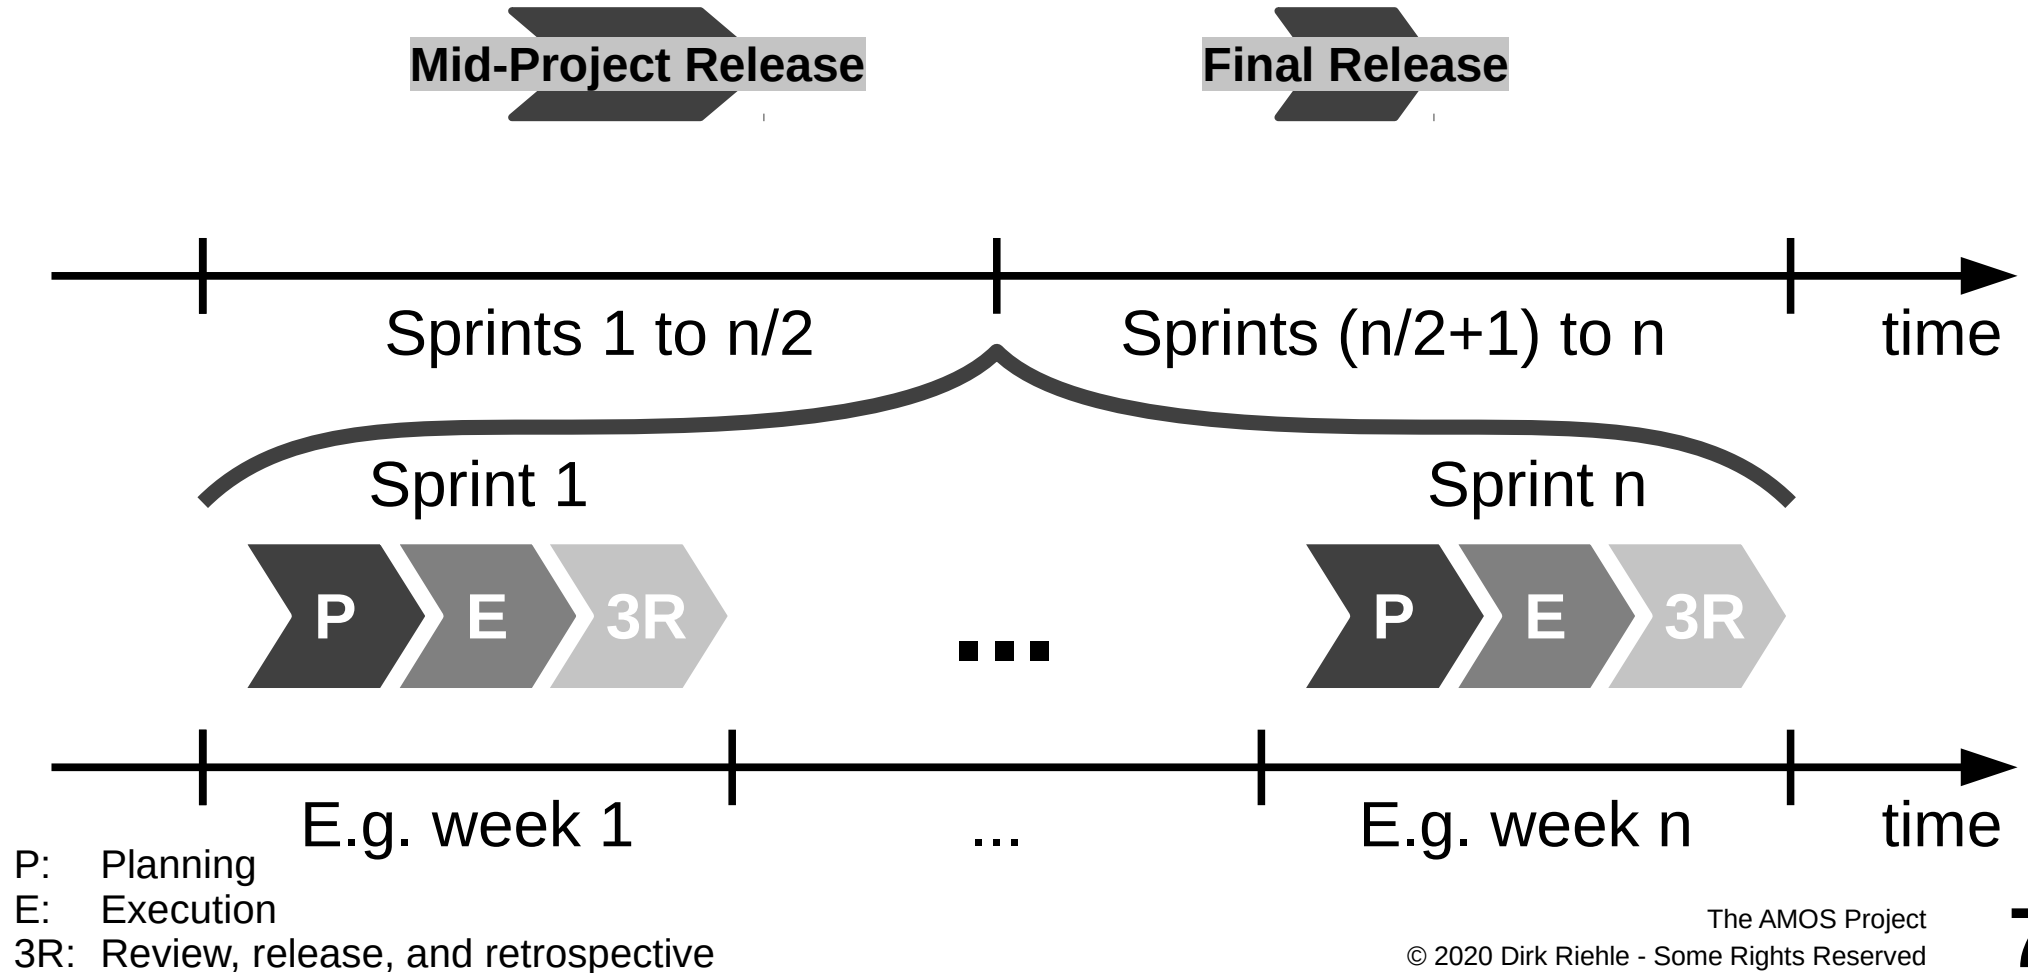 Mid-Project Release Final Release
Sprints 1 to n/2 Sprints (n/2+1) to n time
Sprint 1 Sprint n
P E 3R ... P E 3R
E.g. week 1 ... E.g. week n time
P: Planning
E: Execution
3R: Review, release, and retrospective
The AMOS Project
© 2020 Dirk Riehle - Some Rights Reserved